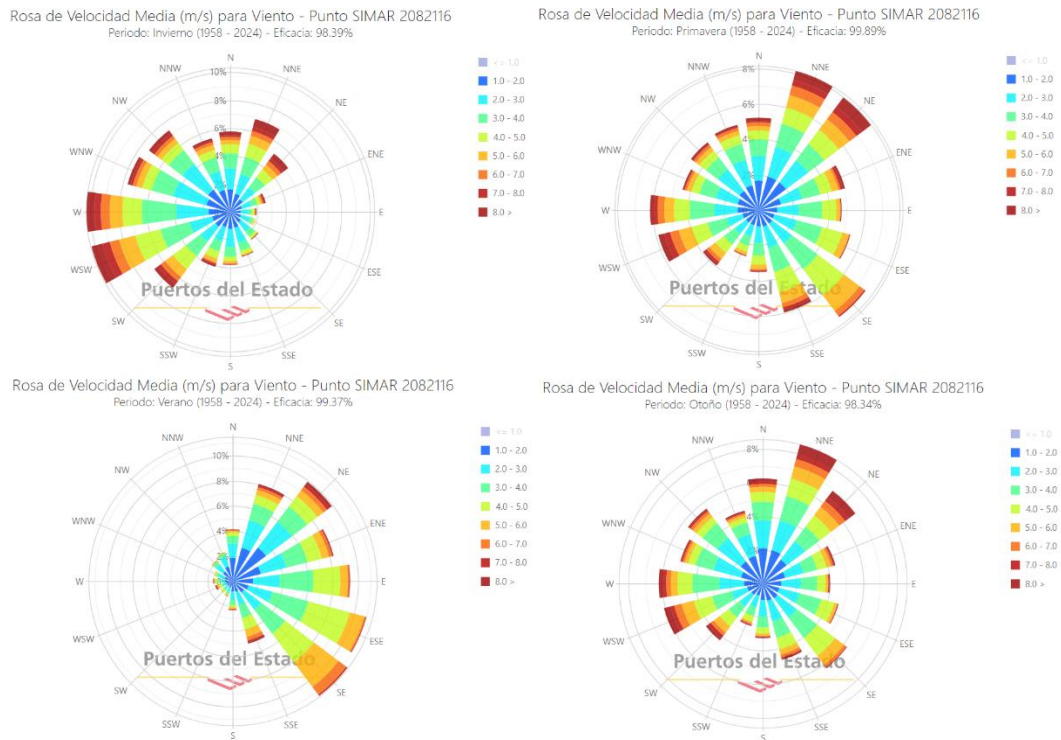 Rosa de Velocidad Media (m/s) para Viento - Punto SIMAR 2082116
Periodo: Invierno (1958 - 2024) - Eficacia: 98.39%
N
NNE
NE
ENE
E
ESE
SE
SSE
S
SSW
SW
WSW
W
WNW
NW
NNW
10%
8%
6%
4%
<= 1.0
1.0 - 2.0
2.0 - 3.0
3.0 - 4.0
4.0 - 5.0
5.0 - 6.0
6.0 - 7.0
7.0 - 8.0
8.0 >
Puertos del Estado
Rosa de Velocidad Media (m/s) para Viento - Punto SIMAR 2082116
Periodo: Primavera (1958 - 2024) - Eficacia: 99.89%
N
NNE
NE
ENE
E
ESE
SE
SSE
S
SSW
SW
WSW
W
WNW
NW
NNW
8%
6%
4%
<= 1.0
1.0 - 2.0
2.0 - 3.0
3.0 - 4.0
4.0 - 5.0
5.0 - 6.0
6.0 - 7.0
7.0 - 8.0
8.0 >
Puertos del Estado
Rosa de Velocidad Media (m/s) para Viento - Punto SIMAR 2082116
Periodo: Verano (1958 - 2024) - Eficacia: 99.37%
N
NNE
NE
ENE
E
ESE
SE
SSE
S
SSW
SW
WSW
W
WNW
NW
NNW
10%
8%
6%
4%
2%
<= 1.0
1.0 - 2.0
2.0 - 3.0
3.0 - 4.0
4.0 - 5.0
5.0 - 6.0
6.0 - 7.0
7.0 - 8.0
8.0 >
Puertos del Estado
Rosa de Velocidad Media (m/s) para Viento - Punto SIMAR 2082116
Periodo: Otoño (1958 - 2024) - Eficacia: 98.34%
N
NNE
NE
ENE
E
ESE
SE
SSE
S
SSW
SW
WSW
W
WNW
NW
NNW
8%
4%
<= 1.0
1.0 - 2.0
2.0 - 3.0
3.0 - 4.0
4.0 - 5.0
5.0 - 6.0
6.0 - 7.0
7.0 - 8.0
8.0 >
Puertos del Estado